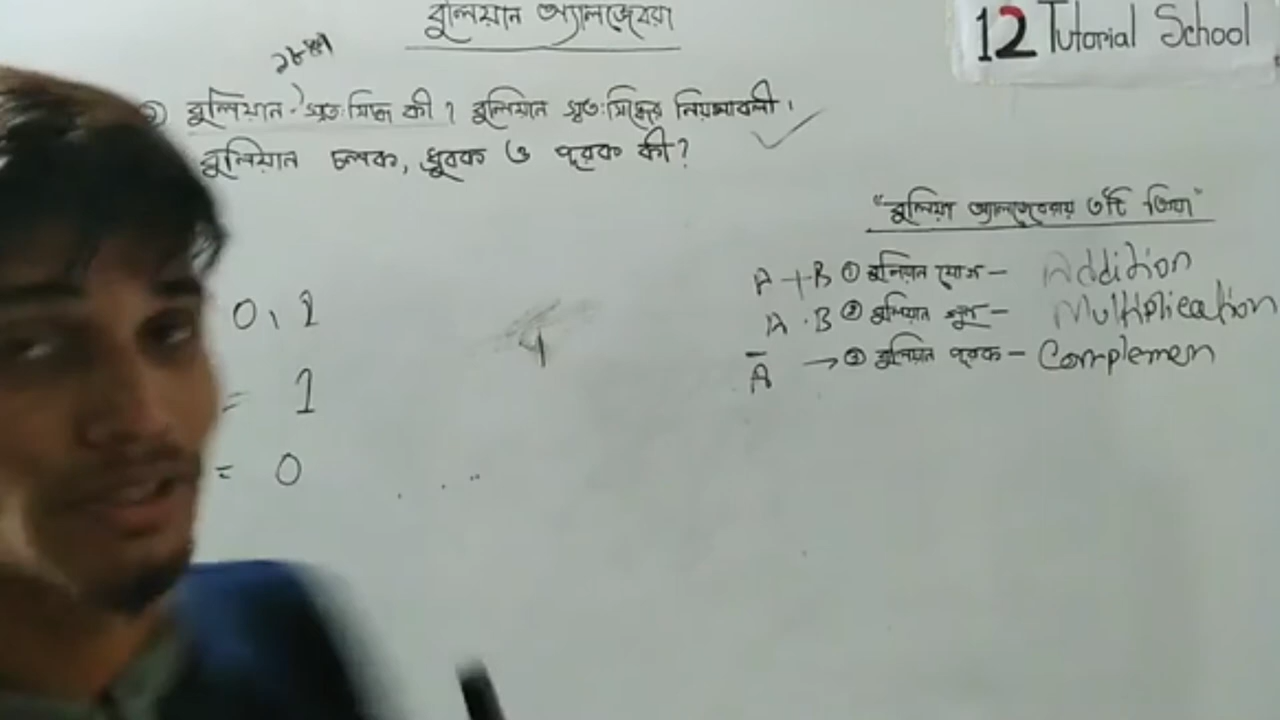 বুলিয়ান অ্যালজেবরা
12 Tutorial School
১৮৪৭
বুলিয়ান স্বতঃসিদ্ধ কী? বুলিয়ান স্বতঃসিদ্ধের নিয়মাবলী।
বুলিয়ান চলক, ধ্রুবক ও পূরক কী?
"বুলিয়া অ্যালজেবরায় ৩টি ক্রিয়া"
A + B ① বুলিয়ান যোগ – Addition
A . B ② বুলিয়ান গুণ – Multiplication
Ā → ③ বুলিয়ান পূরক – Complemen
0, 1
= 1
= 0